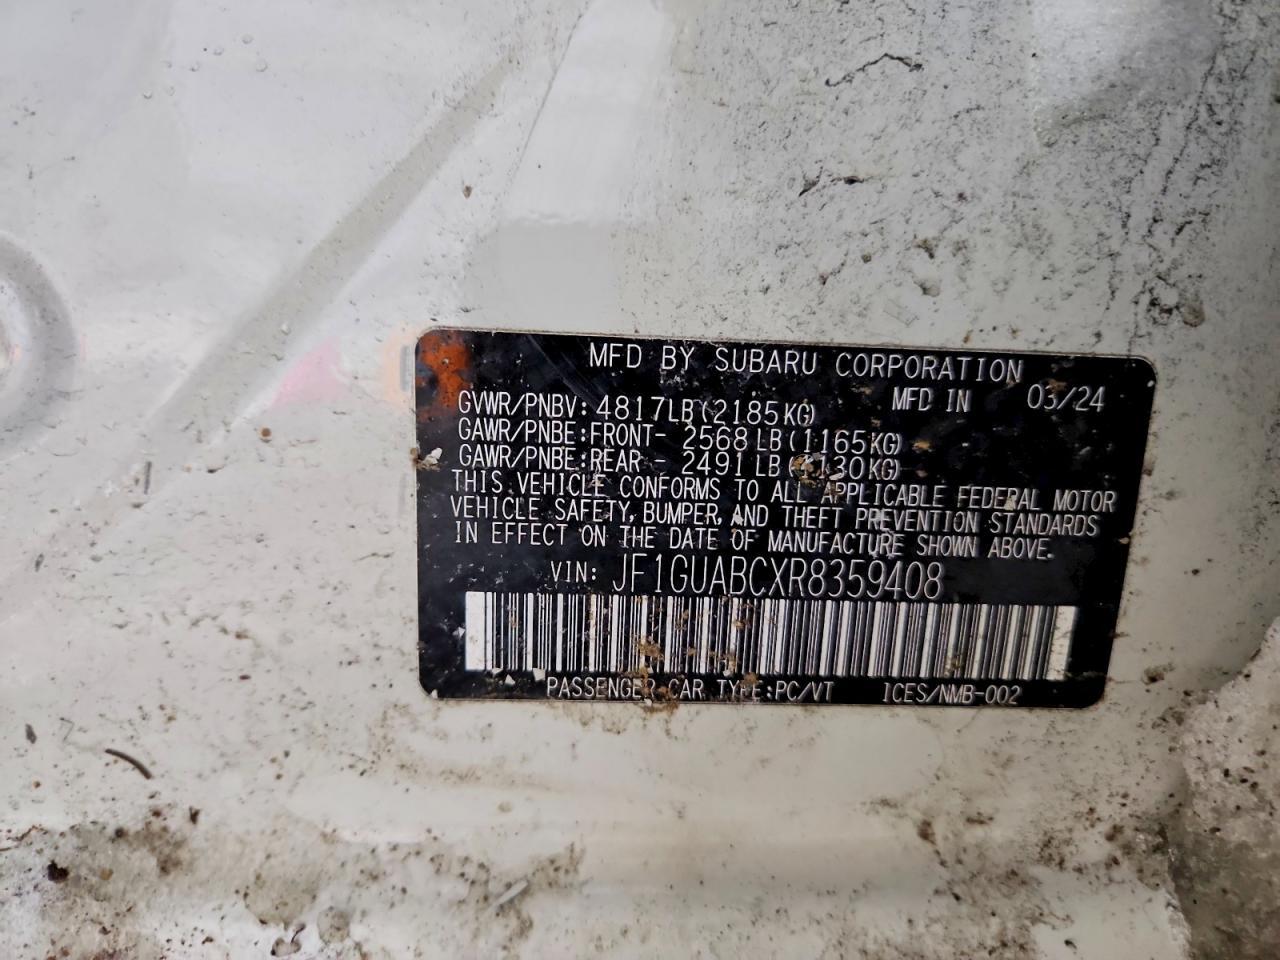 MFD BY SUBARU CORPORATION
MFD IN 03/24
GVWR/PNBV: 4817LB(2185KG)
GAWR/PNBE:FRONT- 2568LB(1165KG)
GAWR/PNBE:REAR - 2491LB(1130KG)
THIS VEHICLE CONFORMS TO ALL APPLICABLE FEDERAL MOTOR
VEHICLE SAFETY, BUMPER, AND THEFT PREVENTION STANDARDS
IN EFFECT ON THE DATE OF MANUFACTURE SHOWN ABOVE.
VIN: JF1GUABCXR8359408
PASSENGER CAR TYPE:PC/VT ICES/NMB-002